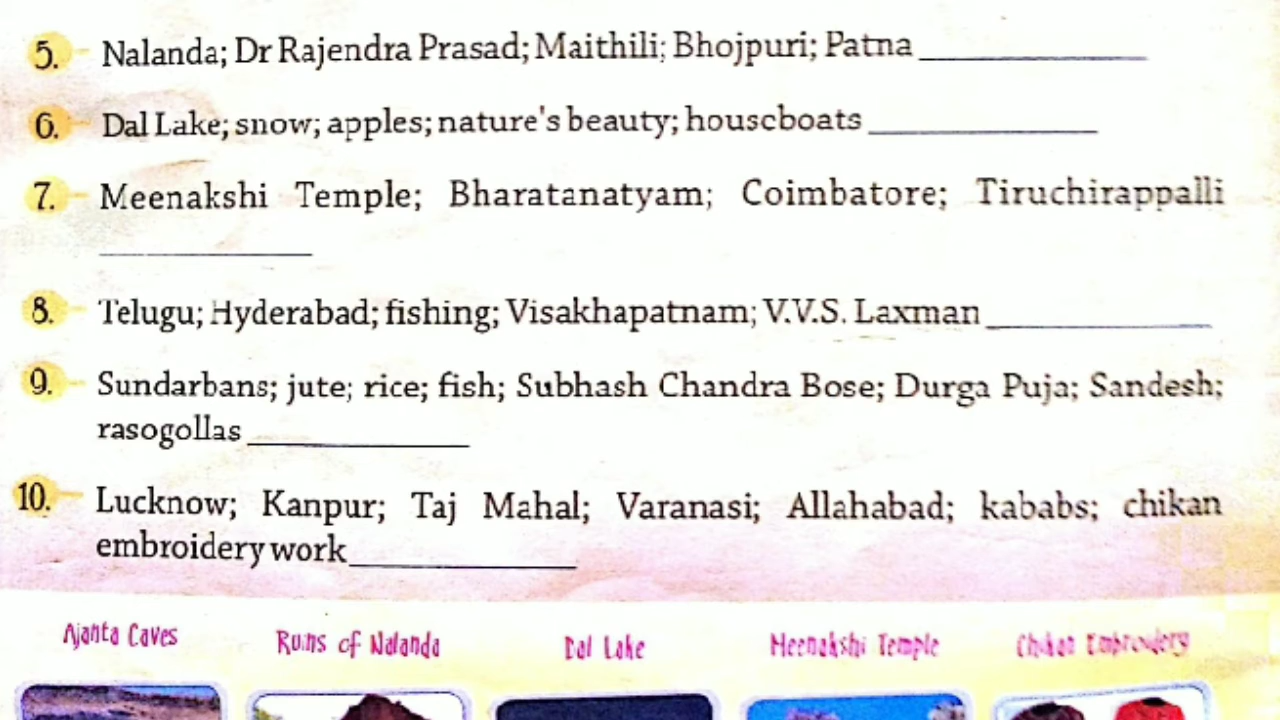 5. Nalanda; Dr Rajendra Prasad; Maithili; Bhojpuri; Patna
6. Dal Lake; snow; apples; nature's beauty; houseboats
7. Meenakshi Temple; Bharatanatyam; Coimbatore; Tiruchirappalli
8. Telugu; Hyderabad; fishing; Visakhapatnam; V.V.S. Laxman
9. Sundarbans; jute; rice; fish; Subhash Chandra Bose; Durga Puja; Sandesh;
rasogollas
10. Lucknow; Kanpur; Taj Mahal; Varanasi; Allahabad; kababs; chikan
embroidery work
Ajanta Caves Ruins of Nalanda Dal Lake Meenakshi Temple Chikan Embroidery